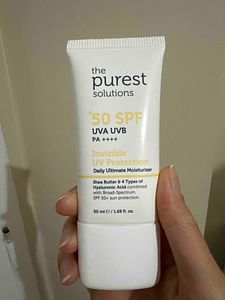 the
purest
solutions
+50 SPF
UVA UVB
PA ++++
Invisible
UV Protection
Daily Ultimate Moisturizer
Shea Butter & 4 Types of
Hyaluronic Acid combined
with Broad-Spectrum.
SPF 50+ sun protection.
50 ml ℮ / 1.69 fl. oz.